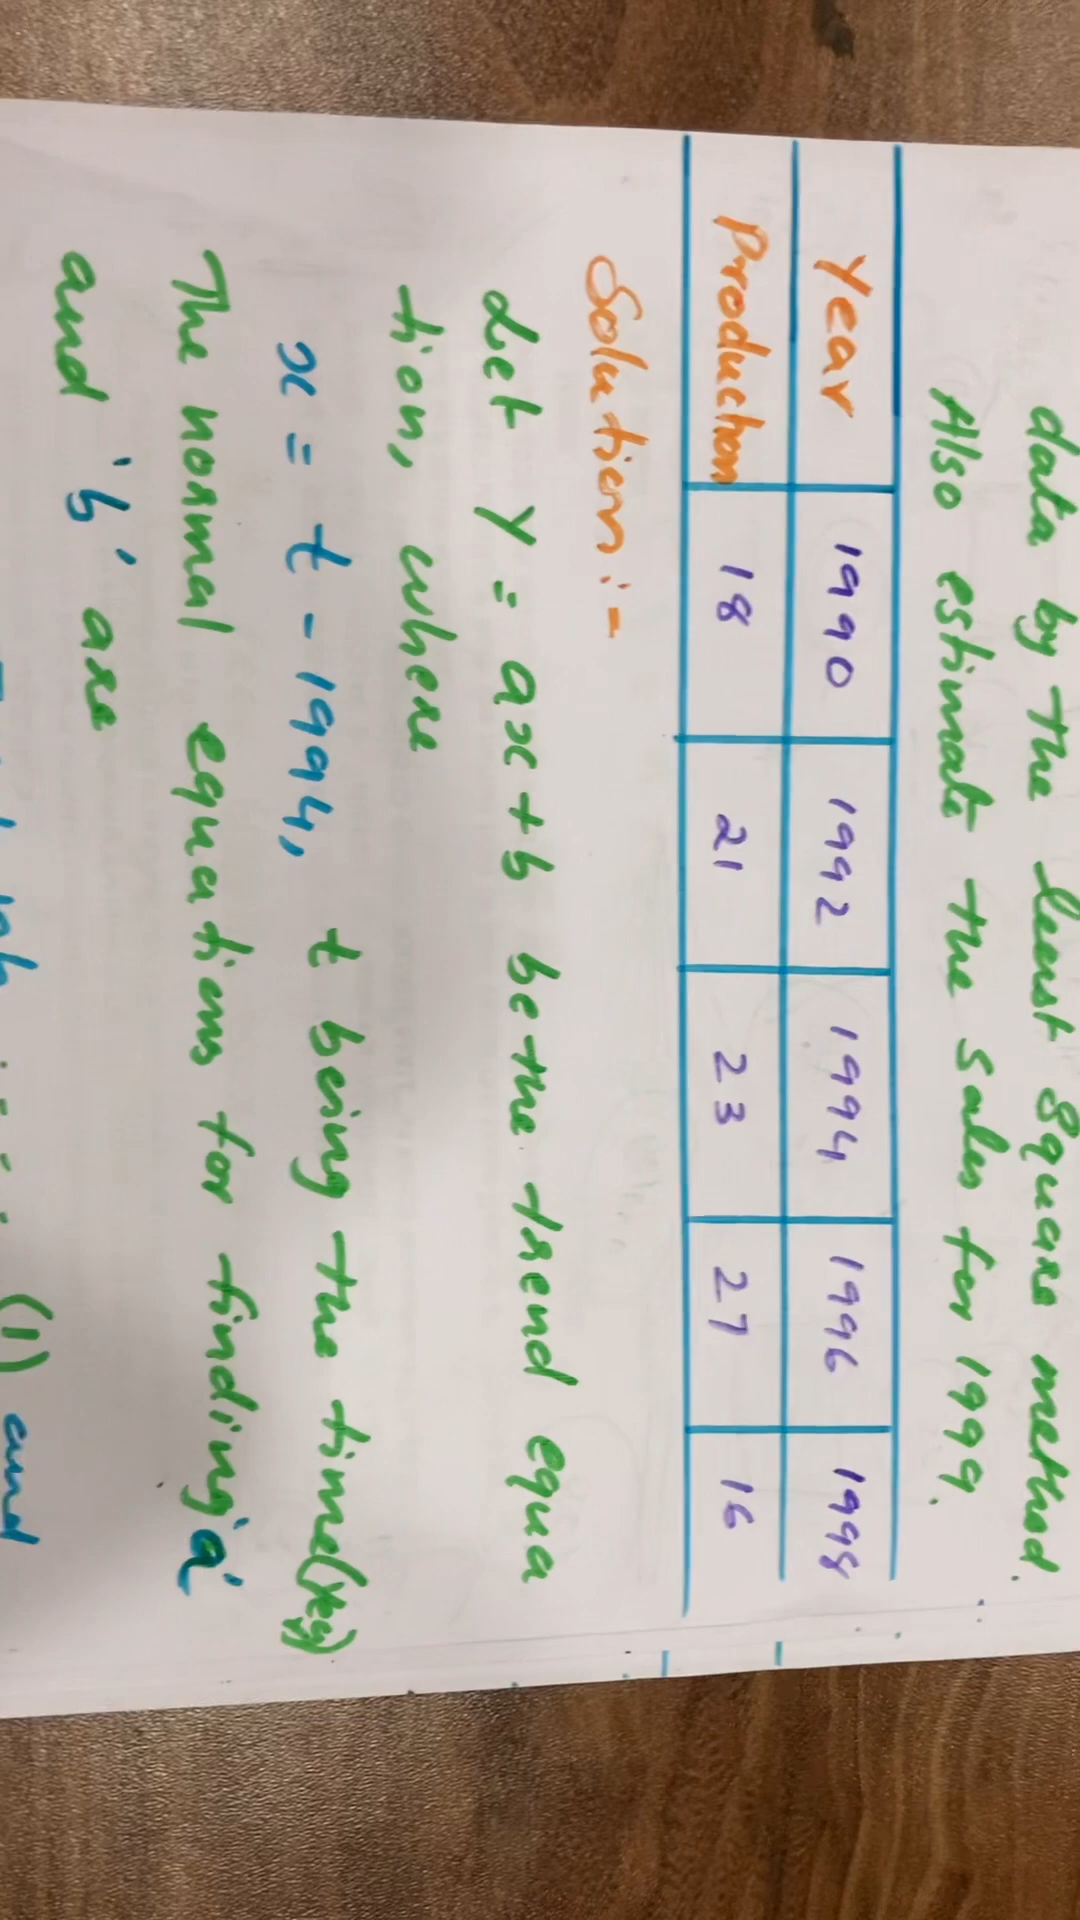 data by the least square method.
Also estimate the sales for 1999.
Year 1990 1992 1994 1996 1998
Production 18 21 23 27 16
Solution :-
Let Y = ax + b be the trend equa
tion, where
x = t - 1994, t being the time
The normal equations for finding 'a'
and 'b' are
(1) and